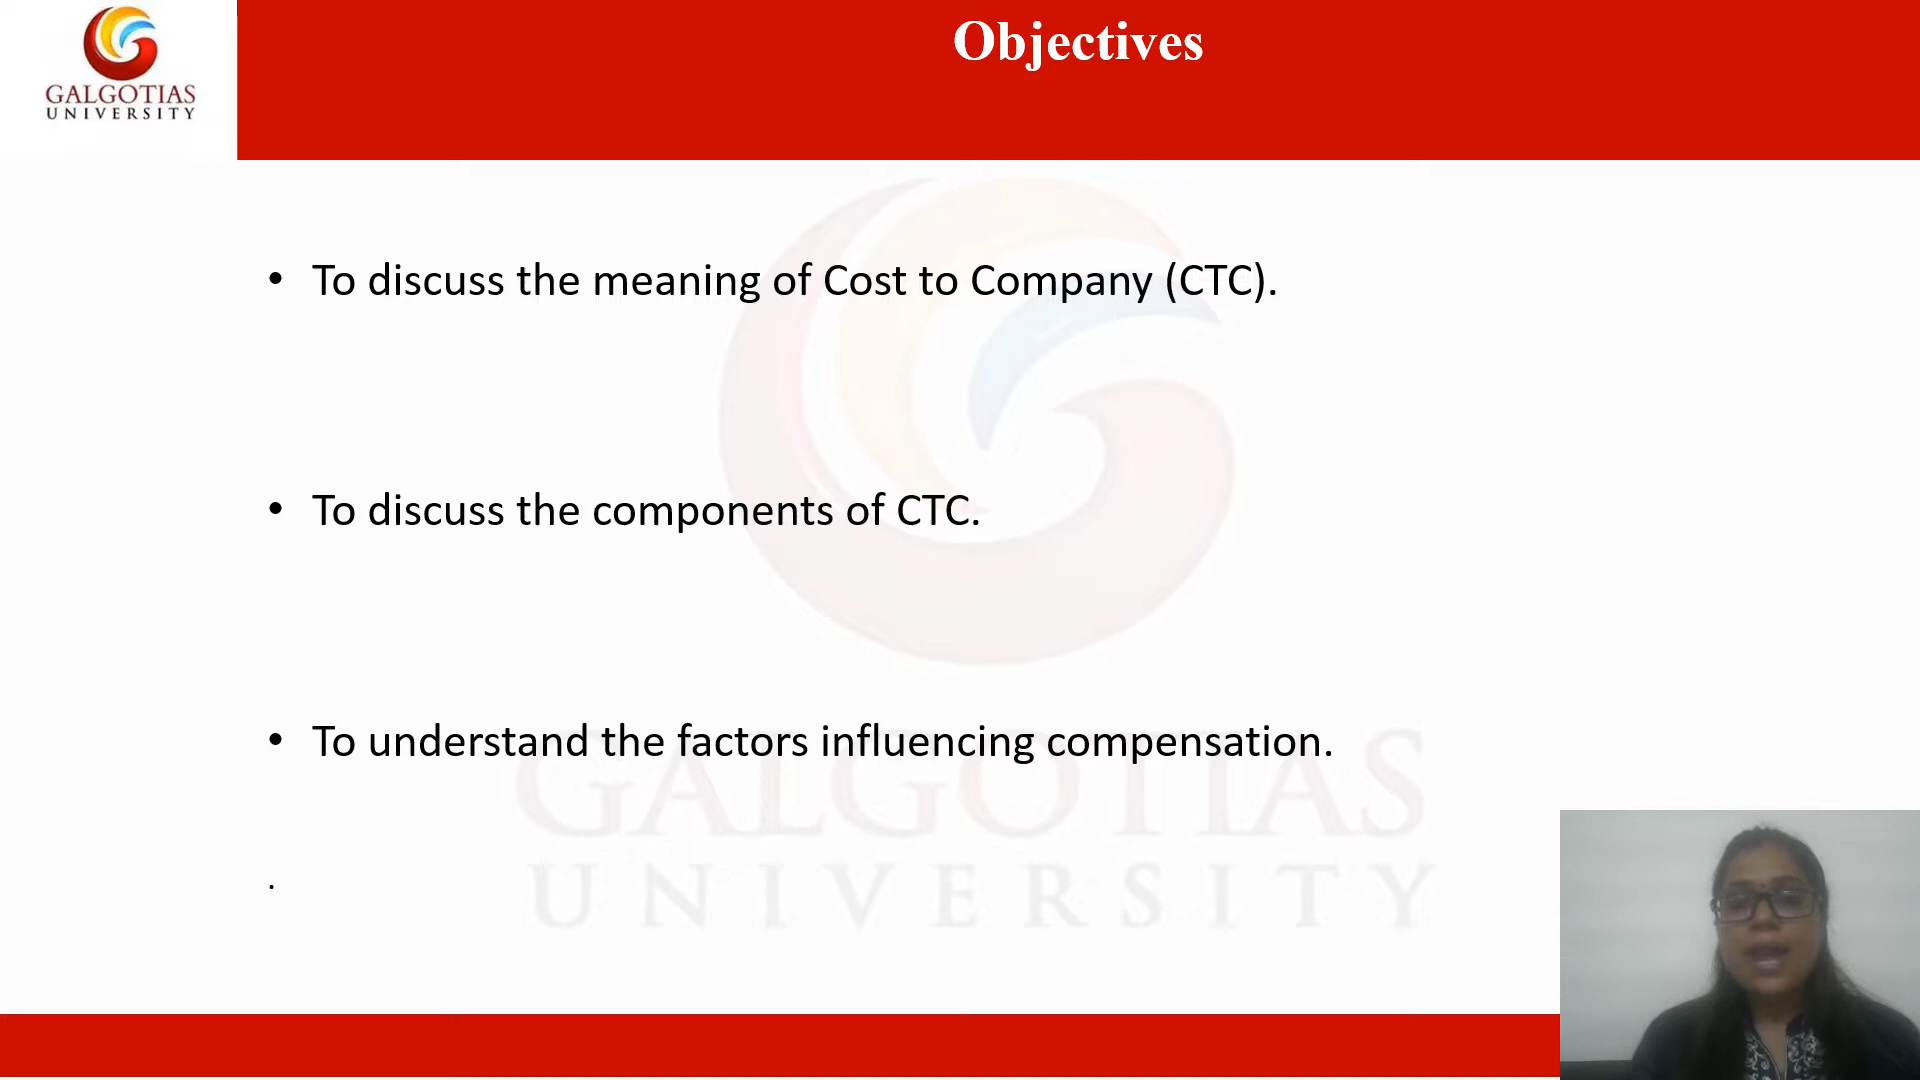 GALGOTIAS
UNIVERSITY
Objectives
• To discuss the meaning of Cost to Company (CTC).
• To discuss the components of CTC.
• To understand the factors influencing compensation.
.
GALGOTIAS
UNIVERSITY